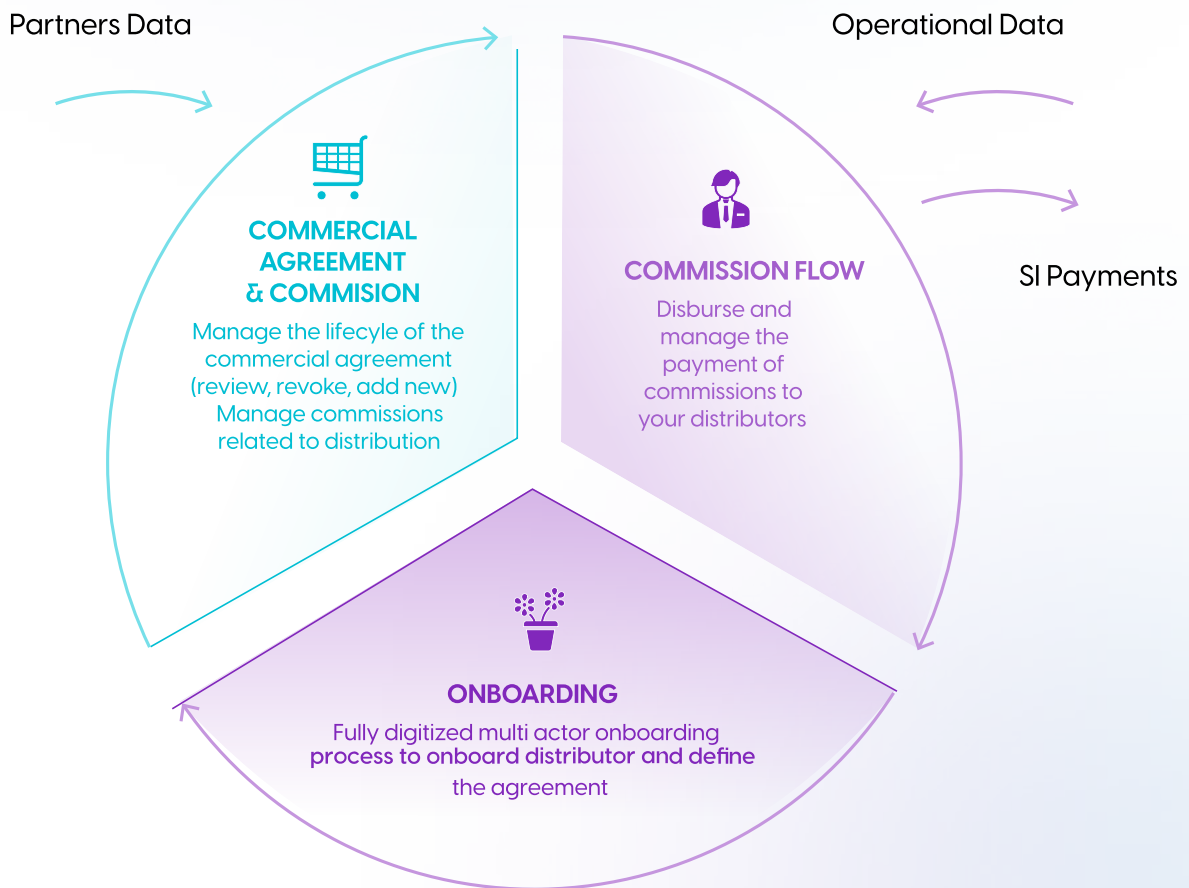 Partners Data
Operational Data
COMMERCIAL
AGREEMENT
& COMMISION
Manage the lifecyle of the
commercial agreement
(review, revoke, add new)
Manage commissions
related to distribution
COMMISSION FLOW
Disburse and
manage the
payment of
commissions to
your distributors
SI Payments
ONBOARDING
Fully digitized multi actor onboarding
process to onboard distributor and define
the agreement